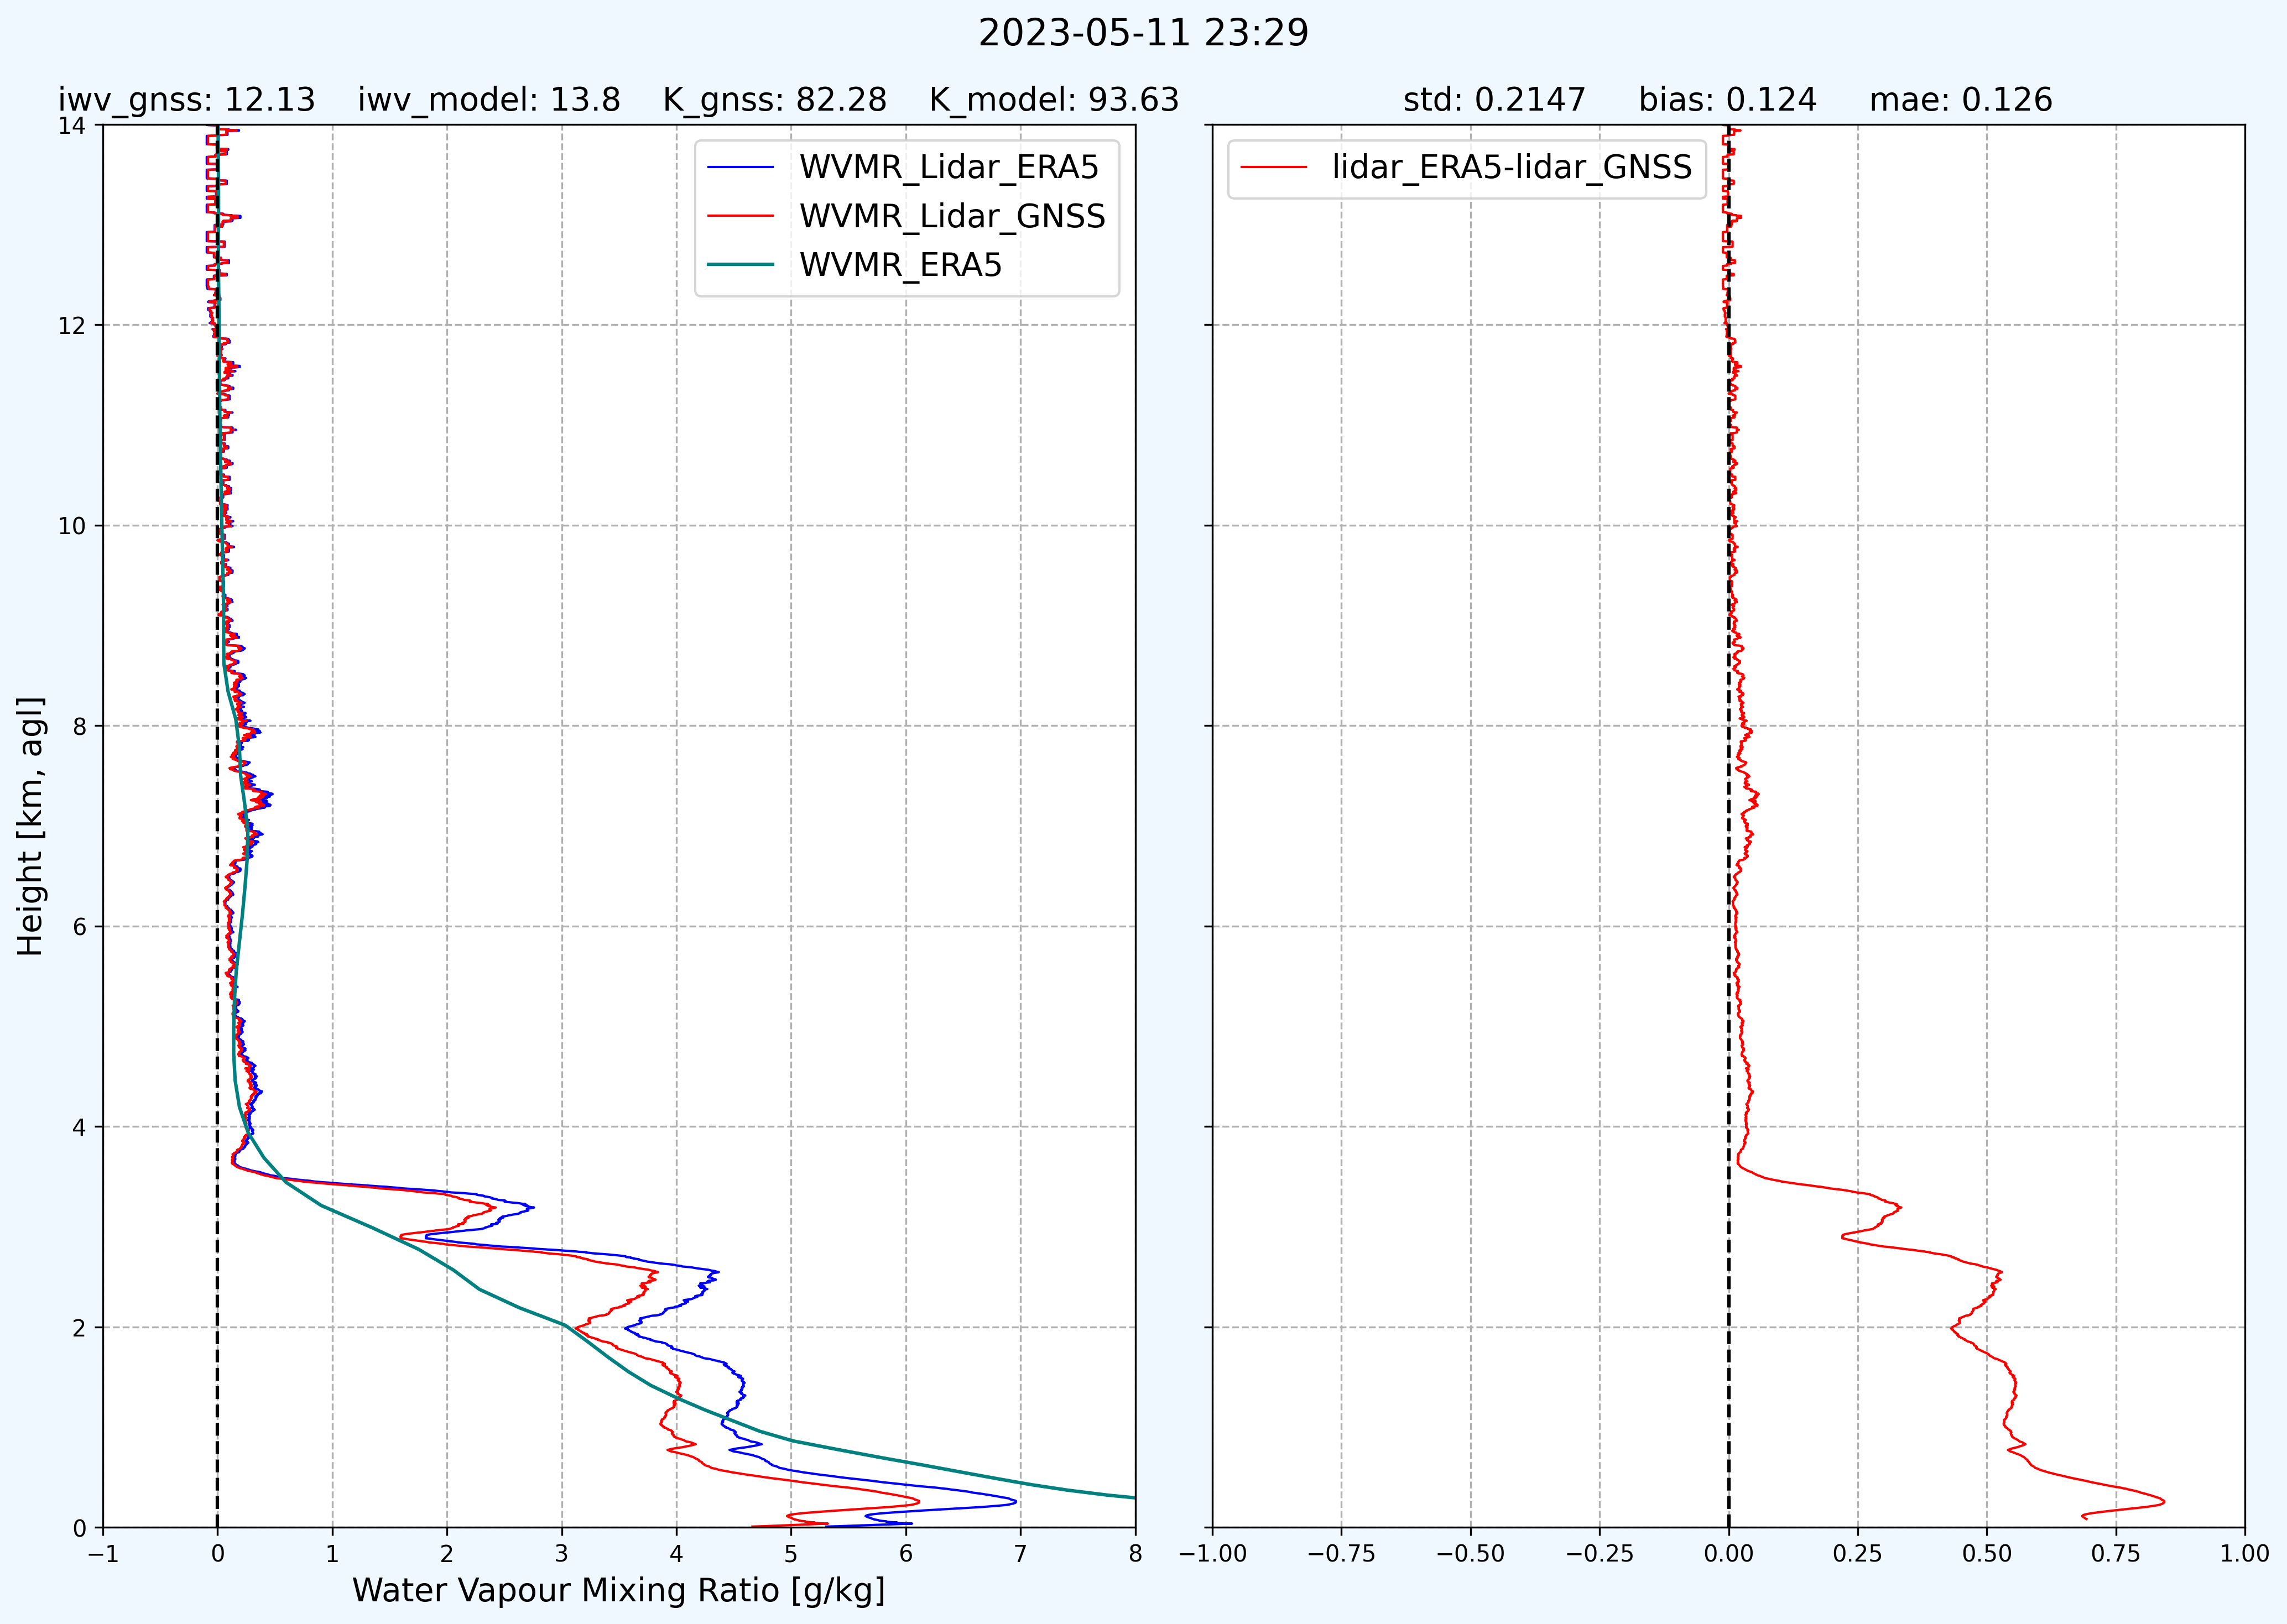 2023-05-11 23:29
iwv_gnss: 12.13 iwv_model: 13.8 K_gnss: 82.28 K_model: 93.63
std: 0.2147 bias: 0.124 mae: 0.126
WVMR_Lidar_ERA5
WVMR_Lidar_GNSS
WVMR_ERA5
lidar_ERA5-lidar_GNSS
Height [km, agl]
14
12
10
8
6
4
2
0
−1 0 1 2 3 4 5 6 7 8
−1.00 −0.75 −0.50 −0.25 0.00 0.25 0.50 0.75 1.00
Water Vapour Mixing Ratio [g/kg]